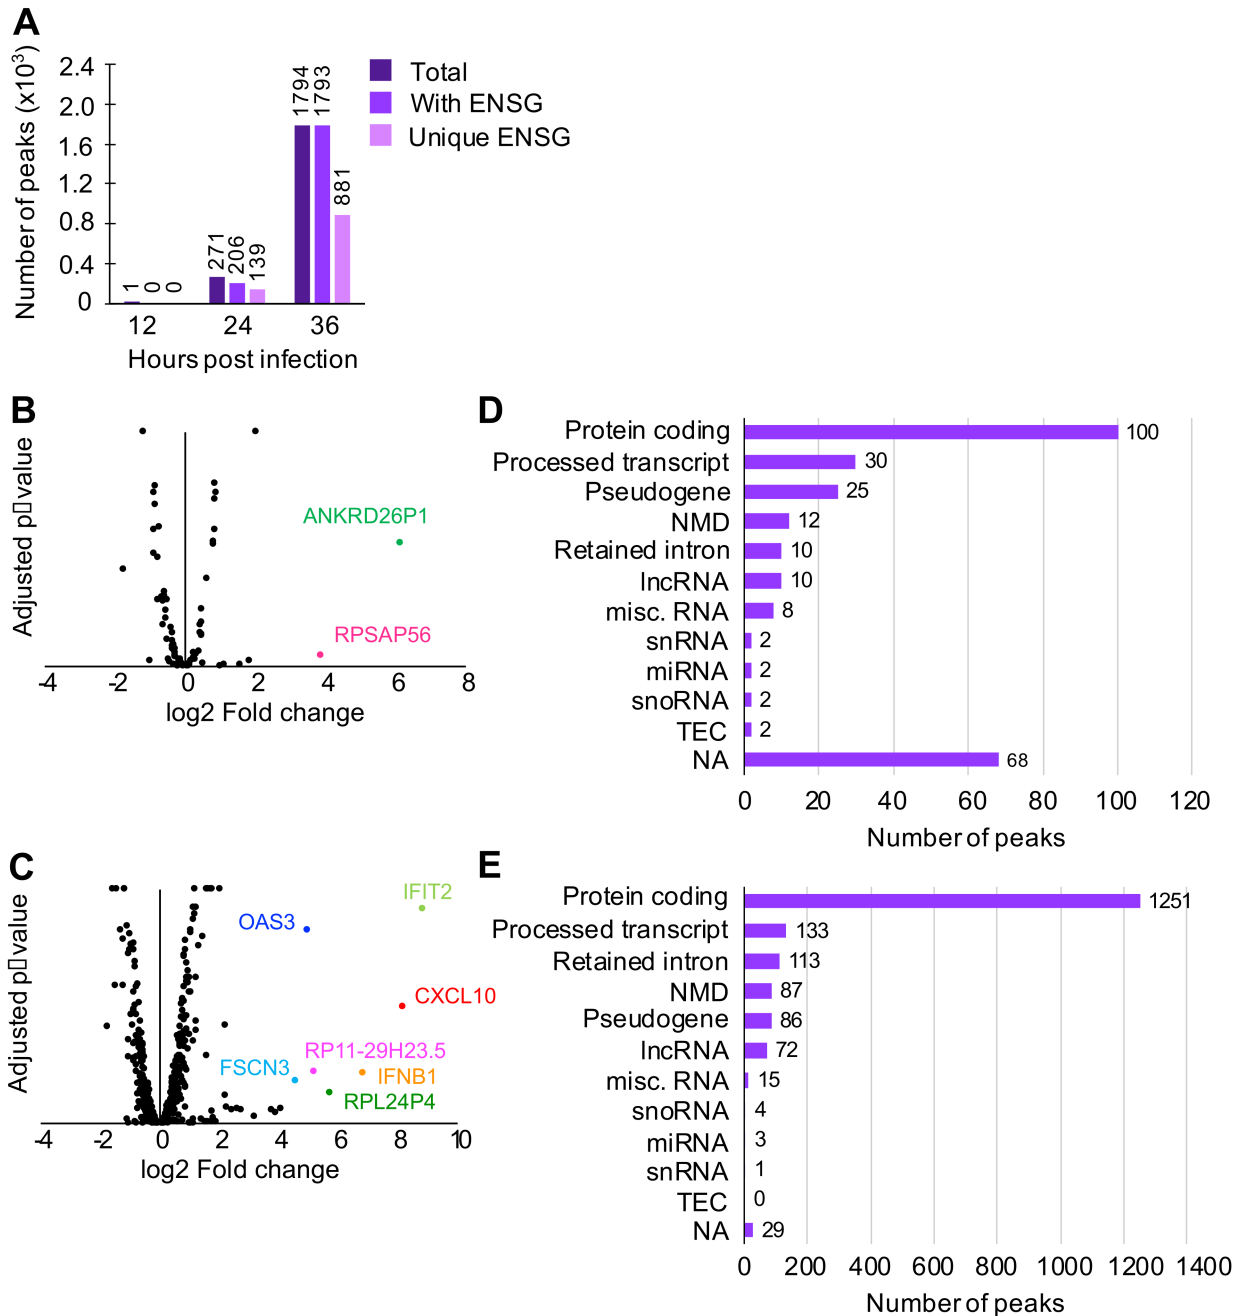 A
Number of peaks (x10³)
2.4
2.0
1.6
1.2
0.8
0.4
0
1
0
0
271
206
139
1794
1793
881
12
24
36
Hours post infection
Total
With ENSG
Unique ENSG
B
Adjusted p▯value
ANKRD26P1
RPSAP56
-4 -2 0 2 4 6 8
log2 Fold change
D
Protein coding 100
Processed transcript 30
Pseudogene 25
NMD 12
Retained intron 10
lncRNA 10
misc. RNA 8
snRNA 2
miRNA 2
snoRNA 2
TEC 2
NA 68
0 20 40 60 80 100 120
Number of peaks
C
Adjusted p▯value
IFIT2
OAS3
CXCL10
RP11-29H23.5
FSCN3
IFNB1
RPL24P4
-4 -2 0 2 4 6 8 10
log2 Fold change
E
Protein coding 1251
Processed transcript 133
Retained intron 113
NMD 87
Pseudogene 86
lncRNA 72
misc. RNA 15
snoRNA 4
miRNA 3
snRNA 1
TEC 0
NA 29
0 200 400 600 800 1000 1200 1400
Number of peaks